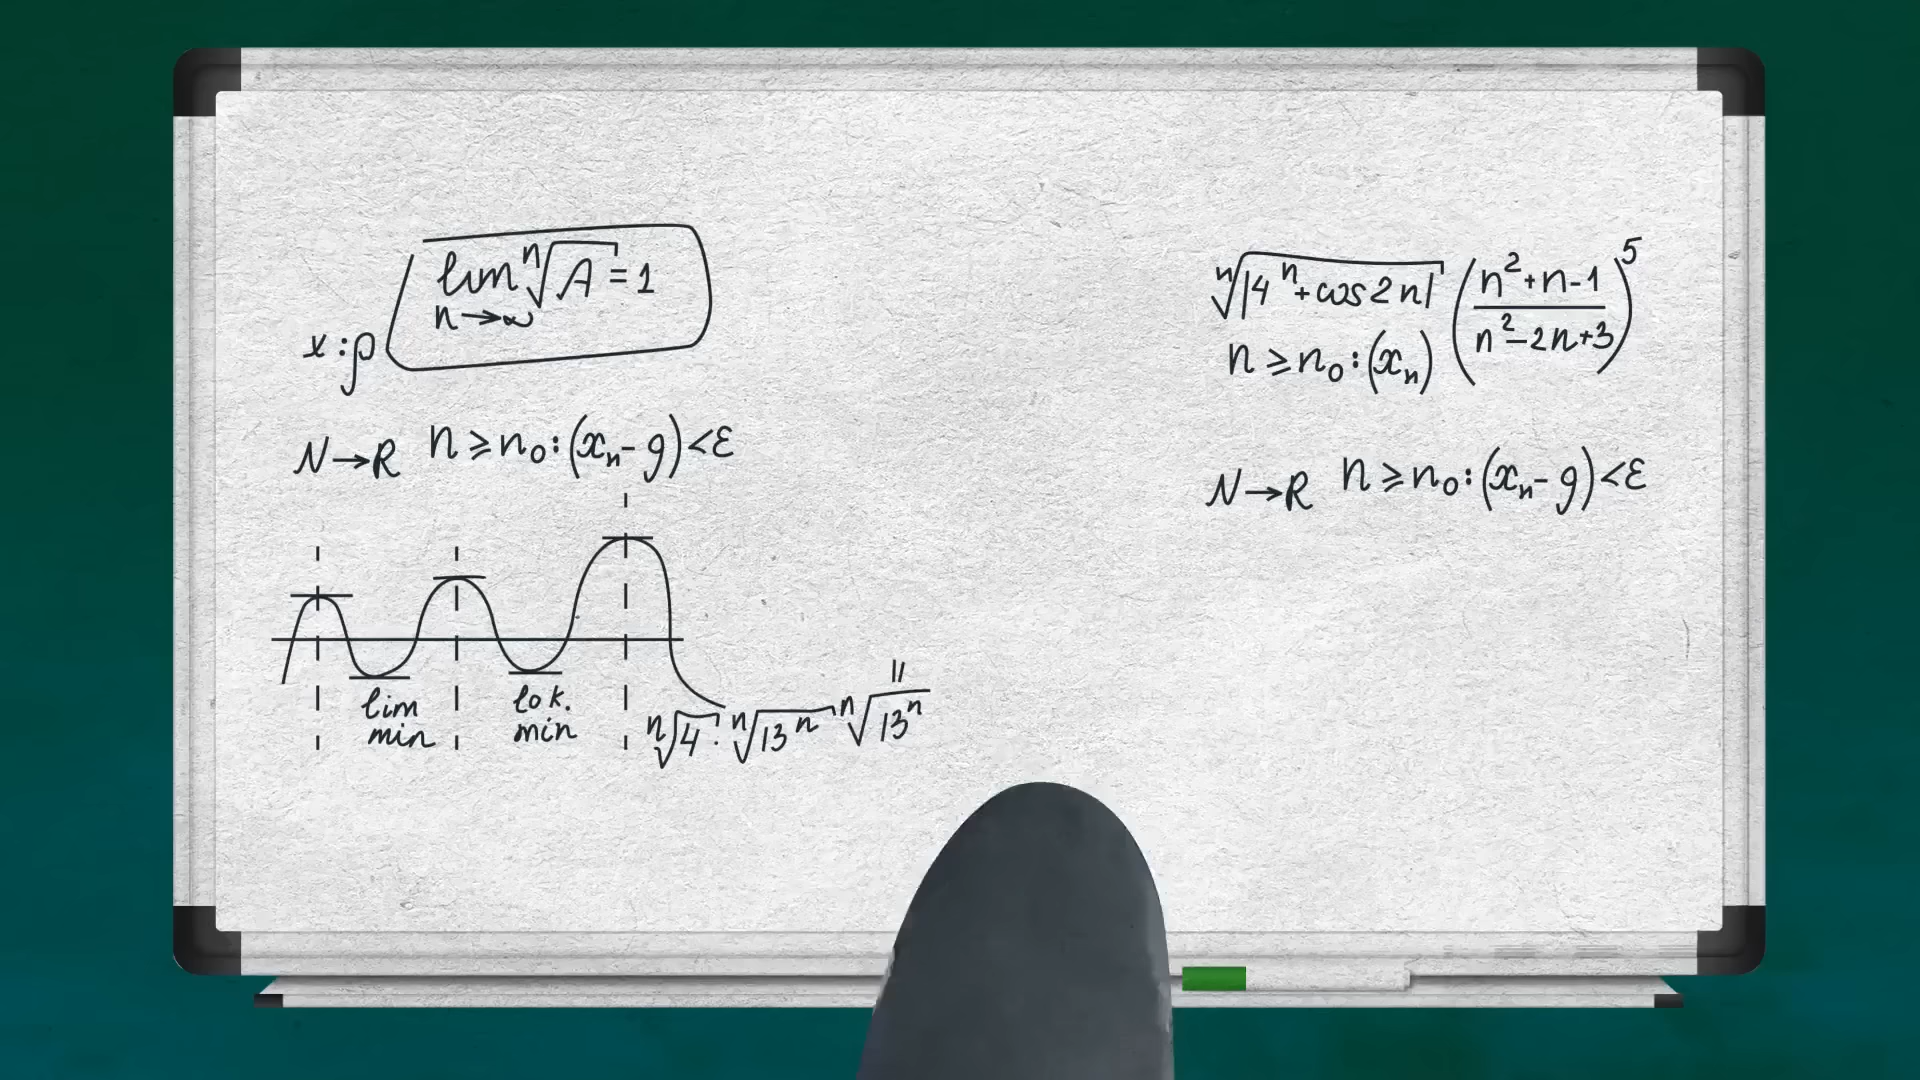 lim n→∞ ⁿ√A = 1
x:p
N→R n≥n₀:(xₙ-g)<ε
lim min
lok. min
ⁿ√4 · ⁿ√13ⁿ ⁿ√13ⁿ
11
ⁿ√|4ⁿ+cos2n| ((n²+n-1)/(n²-2n+3))⁵
n≥n₀:(xₙ)
N→R n≥n₀:(xₙ-g)<ε